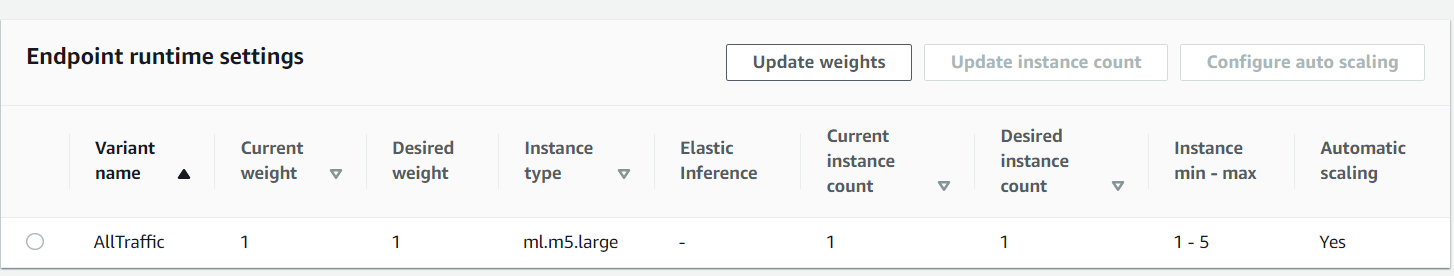 Endpoint runtime settings
Update weights
Update instance count
Configure auto scaling
Variant name
Current weight
Desired weight
Instance type
Elastic Inference
Current instance count
Desired instance count
Instance min - max
Automatic scaling
AllTraffic 1 1 ml.m5.large - 1 1 1 - 5 Yes